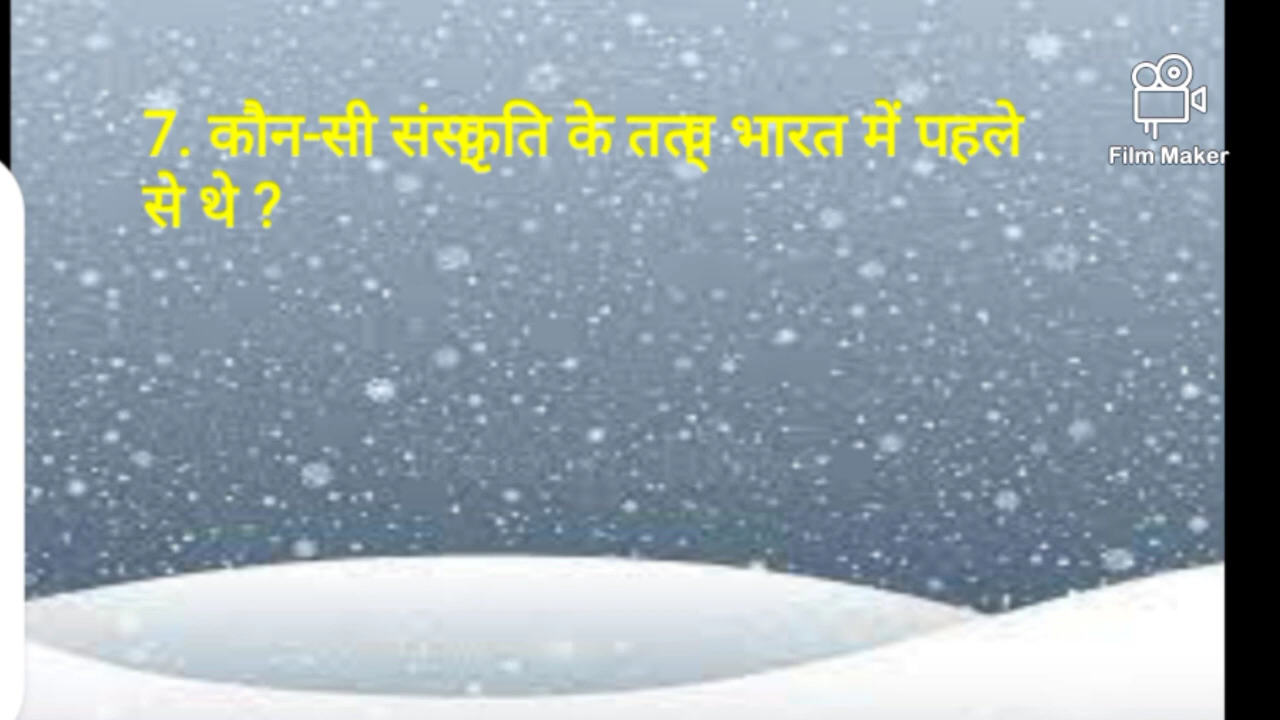 7. कौन-सी संस्कृति के तत्व भारत में पहले
से थे ?
Film Maker